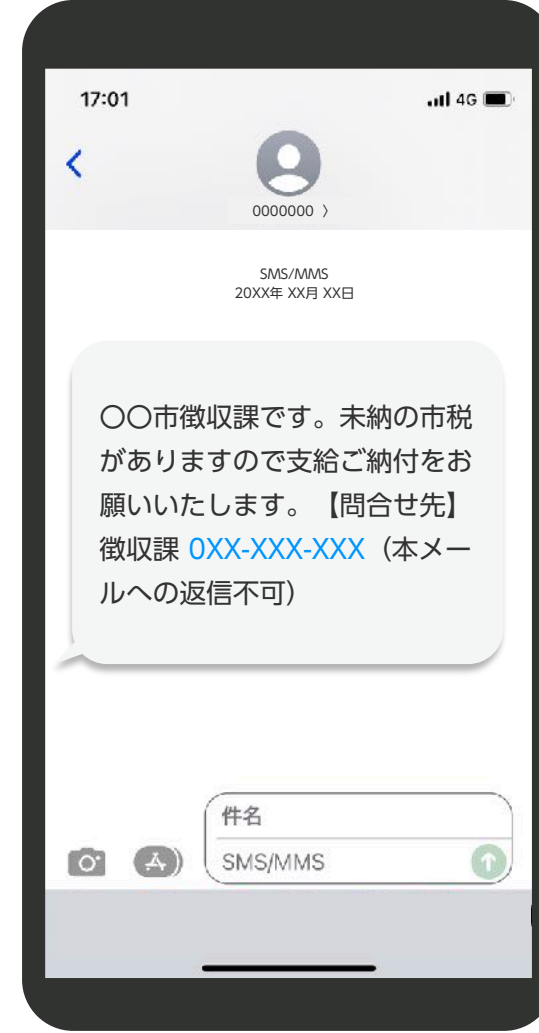 17:01
4G
0000000 〉
SMS/MMS
20XX年 XX月 XX日
〇〇市徴収課です。未納の市税
がありますので支給ご納付をお
願いいたします。【問合せ先】
徴収課 0XX-XXX-XXX（本メー
ルへの返信不可）
件名
SMS/MMS